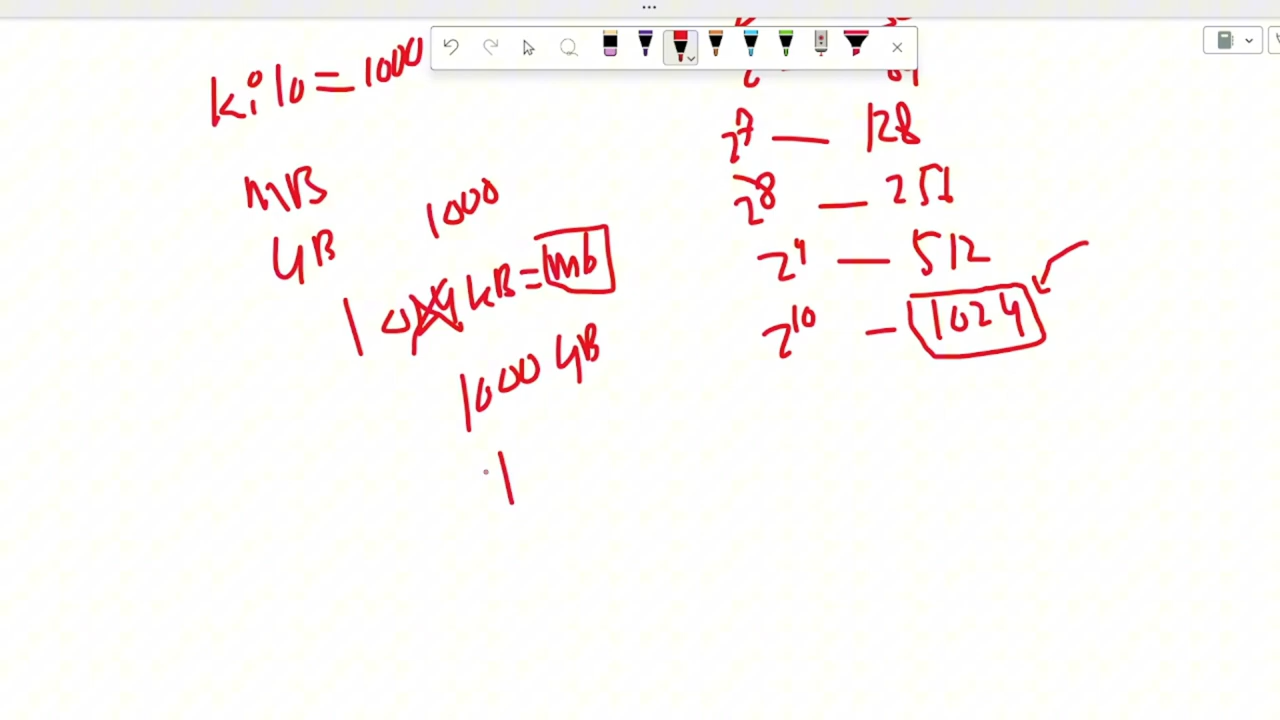 kilo = 1000
MB
GB
1000
1 kB = mb
1000 GB
1
2^7 — 128
2^8 — 256
2^9 — 512
2^10 — 1024